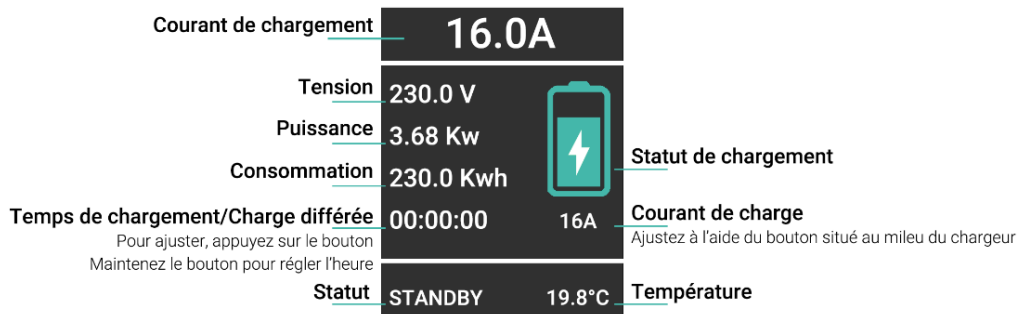 Courant de chargement
16.0A
Tension
230.0 V
Puissance
3.68 Kw
Consommation
230.0 Kwh
Statut de chargement
Temps de chargement/Charge différée
00:00:00
16A
Courant de charge
Pour ajuster, appuyez sur le bouton
Maintenez le bouton pour régler l'heure
Ajustez à l'aide du bouton situé au mileu du chargeur
Statut
STANDBY
19.8°C
Température